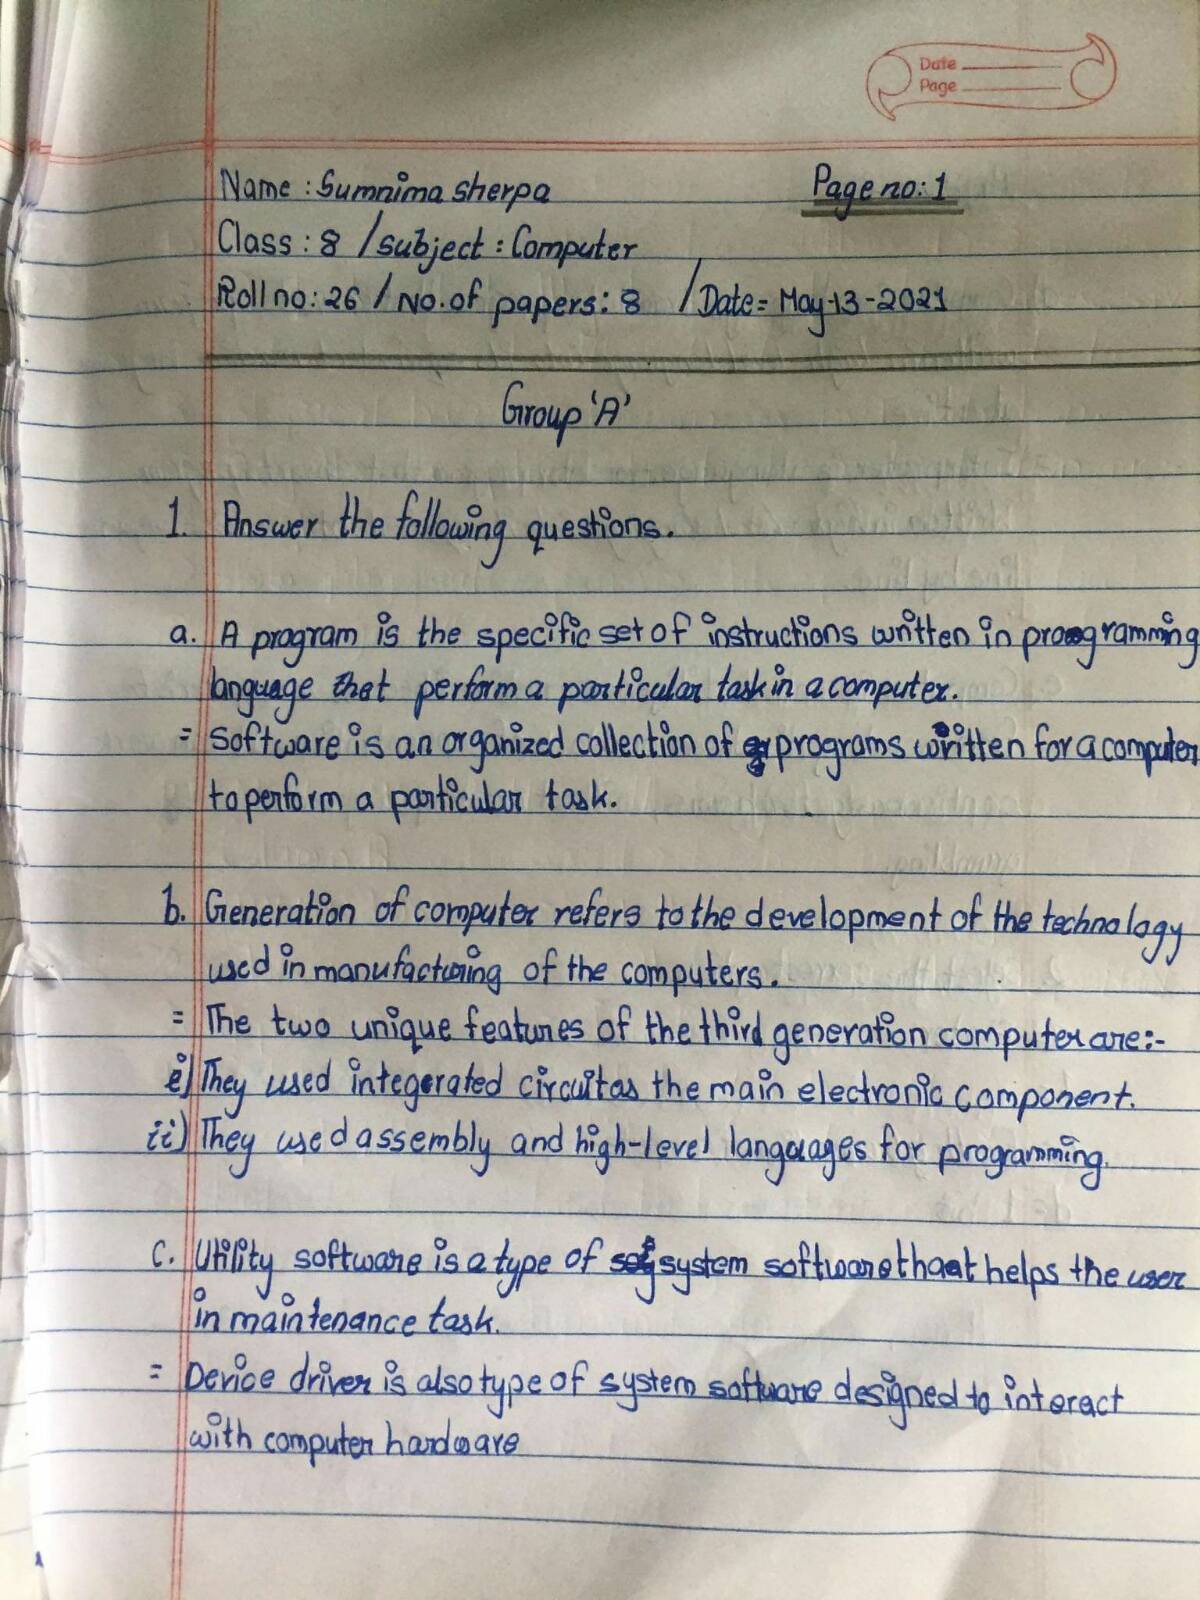 Date
Page
Name : Sumnima sherpa Page no: 1
Class : 8 / subject : Computer
Roll no: 26 / No. of papers: 8 / Date = May-13-2021
Group 'A'
1. Answer the following questions.
a. A program is the specific set of instructions written in programming
language that perform a particular task in a computer.
= Software is an organized collection of programs written for a computer
to perform a particular task.
b. Generation of computer refers to the development of the technology
used in manufacturing of the computers.
= The two unique features of the third generation computer are:-
i) They used integerated circuit as the main electronic component.
ii) They used assembly and high-level languages for programming.
c. Utility software is a type of system software that helps the user
in maintenance task.
= Device driver is also type of system software designed to interact
with computer hardware